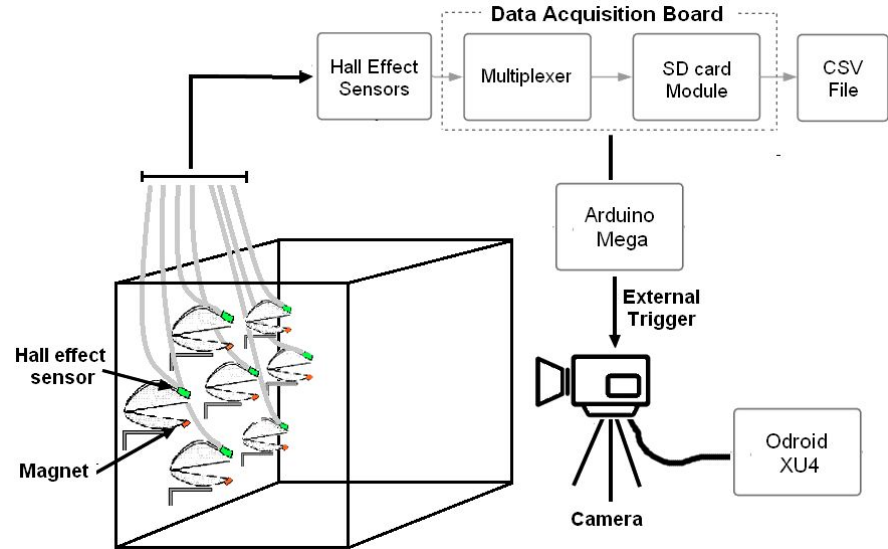 Data Acquisition Board
Hall Effect
Sensors
Multiplexer
SD card
Module
CSV
File
Arduino
Mega
External
Trigger
Hall effect
sensor
Magnet
Odroid
XU4
Camera